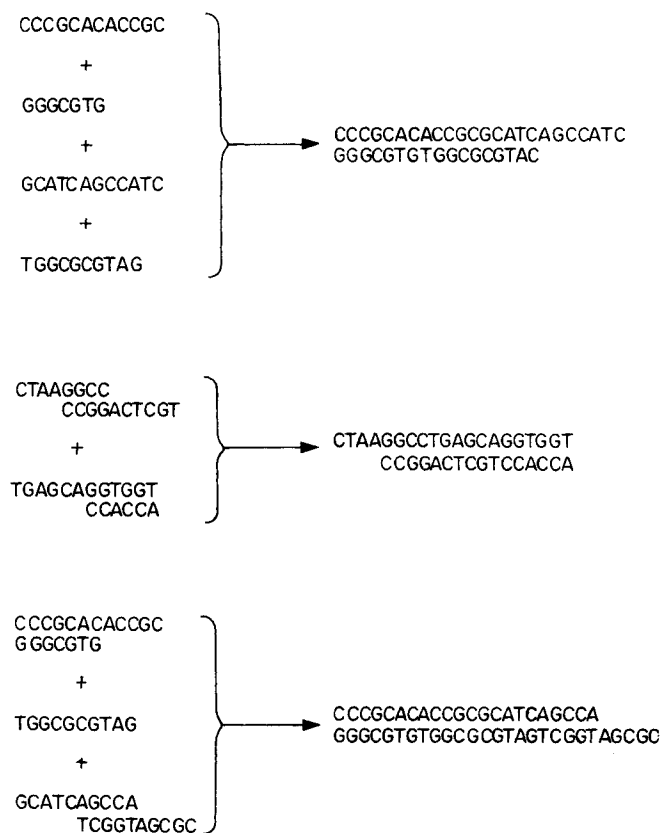 CCCGCACACCGC
+
GGGCGTG
+
GCATCAGCCATC
+
TGGCGCGTAG
CCCGCACACCGCGCATCAGCCATC
GGGCGTGTGGCGCGTAC
CTAAGGCC
CCGGACTCGT
+
TGAGCAGGTGGT
CCACCA
CTAAGGCCTGAGCAGGTGGT
CCGGACTCGTCCACCA
CCCGCACACCGC
GGGCGTG
+
TGGCGCGTAG
+
GCATCAGCCA
TCGGTAGCGC
CCCGCACACCGCGCATCAGCCA
GGGCGTGTGGCGCGTAGTCGGTAGCGC